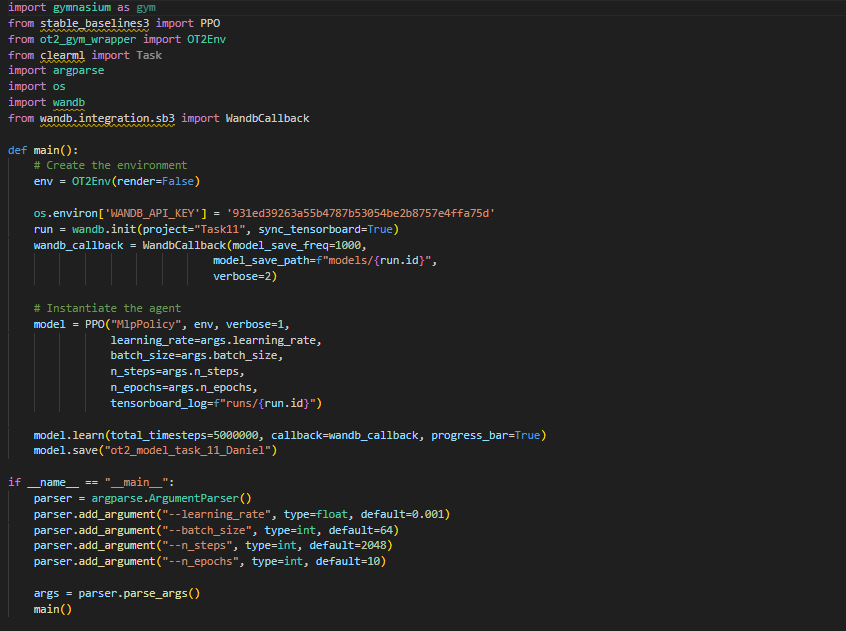 import gymnasium as gym
from stable_baselines3 import PPO
from ot2_gym_wrapper import OT2Env
from clearml import Task
import argparse
import os
import wandb
from wandb.integration.sb3 import WandbCallback
def main():
# Create the environment
env = OT2Env(render=False)
os.environ['WANDB_API_KEY'] = '931ed39263a55b4787b53054be2b8757e4ffa75d'
run = wandb.init(project="Task11", sync_tensorboard=True)
wandb_callback = WandbCallback(model_save_freq=1000,
model_save_path=f"models/{run.id}",
verbose=2)
# Instantiate the agent
model = PPO("MlpPolicy", env, verbose=1,
learning_rate=args.learning_rate,
batch_size=args.batch_size,
n_steps=args.n_steps,
n_epochs=args.n_epochs,
tensorboard_log=f"runs/{run.id}")
model.learn(total_timesteps=5000000, callback=wandb_callback, progress_bar=True)
model.save("ot2_model_task_11_Daniel")
if __name__ == "__main__":
parser = argparse.ArgumentParser()
parser.add_argument("--learning_rate", type=float, default=0.001)
parser.add_argument("--batch_size", type=int, default=64)
parser.add_argument("--n_steps", type=int, default=2048)
parser.add_argument("--n_epochs", type=int, default=10)
args = parser.parse_args()
main()